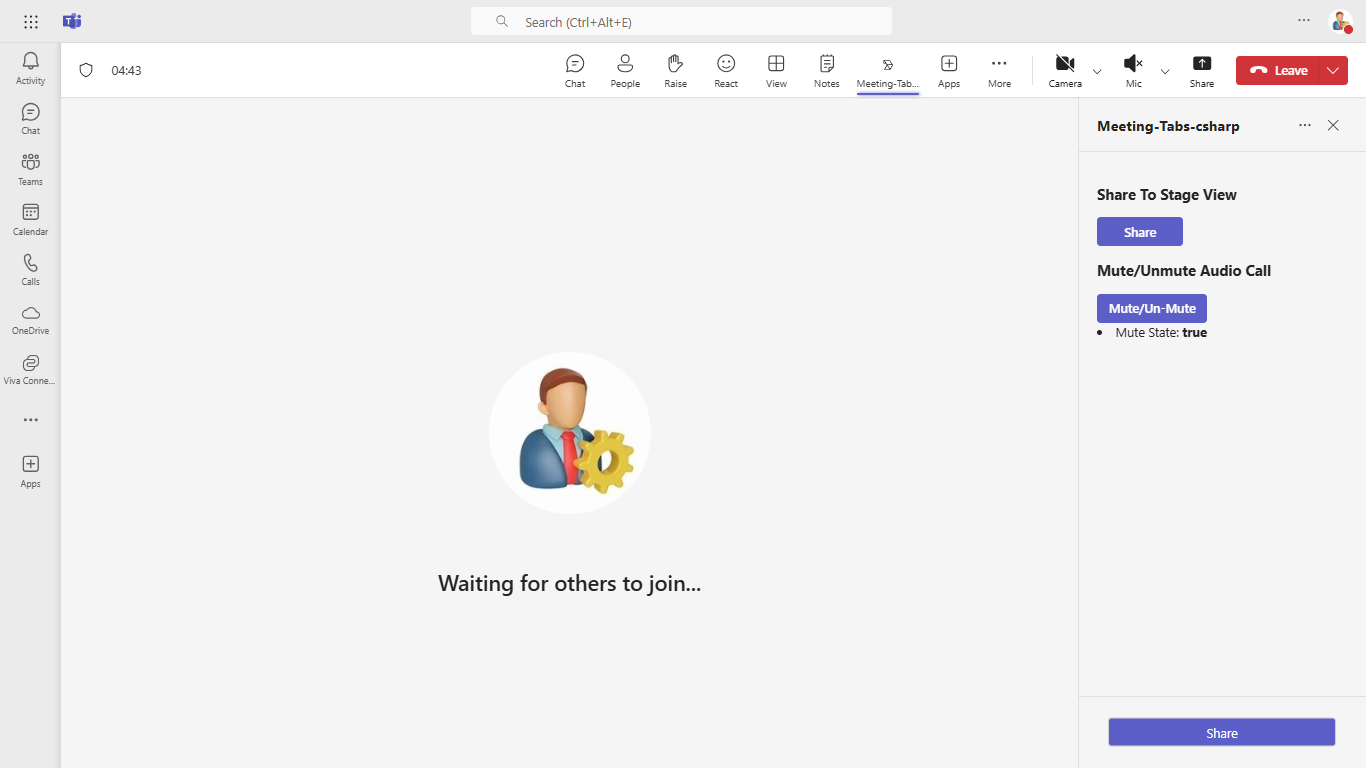 Search (Ctrl+Alt+E)
Activity
Chat
Teams
Calendar
Calls
OneDrive
Viva Conne...
Apps
04:43
Chat
People
Raise
React
View
Notes
Meeting-Tab...
Apps
More
Camera
Mic
Share
Leave
Waiting for others to join...
Meeting-Tabs-csharp
Share To Stage View
Share
Mute/Unmute Audio Call
Mute/Un-Mute
Mute State: true
Share